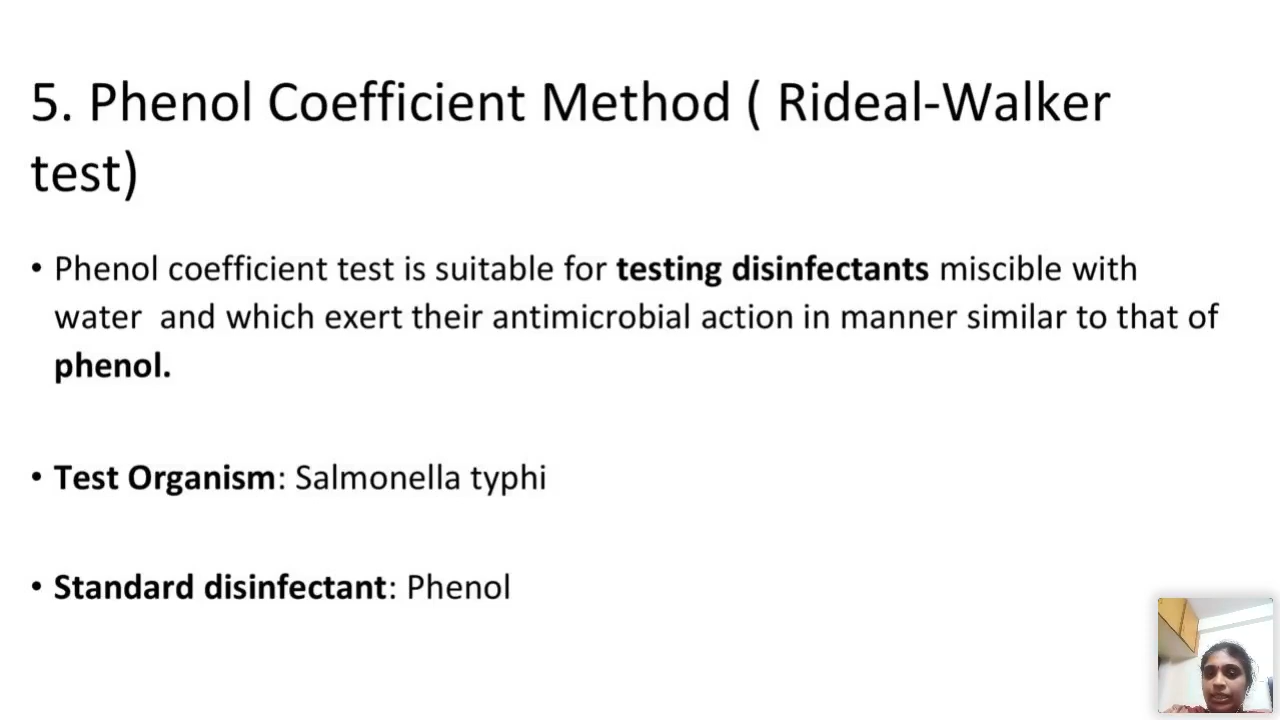 5. Phenol Coefficient Method ( Rideal-Walker
test)
• Phenol coefficient test is suitable for testing disinfectants miscible with
water  and which exert their antimicrobial action in manner similar to that of
phenol.
• Test Organism: Salmonella typhi
• Standard disinfectant: Phenol